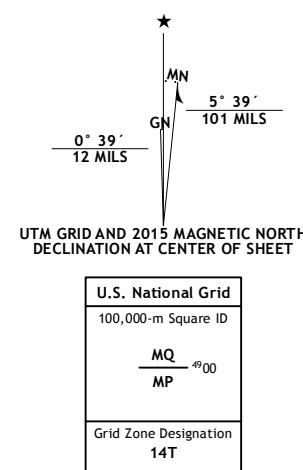 MN
GN
5° 39´
101 MILS
0° 39´
12 MILS
UTM GRID AND 2015 MAGNETIC NORTH
DECLINATION AT CENTER OF SHEET
U.S. National Grid
100,000-m Square ID
MQ
4900
MP
Grid Zone Designation
14T